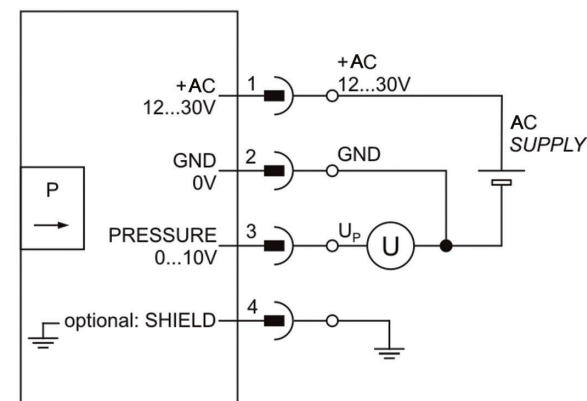 +AC
12...30V
1
+AC
12...30V
AC
SUPPLY
GND
0V
2
GND
P
PRESSURE
0...10V
3
UP
U
optional: SHIELD
4